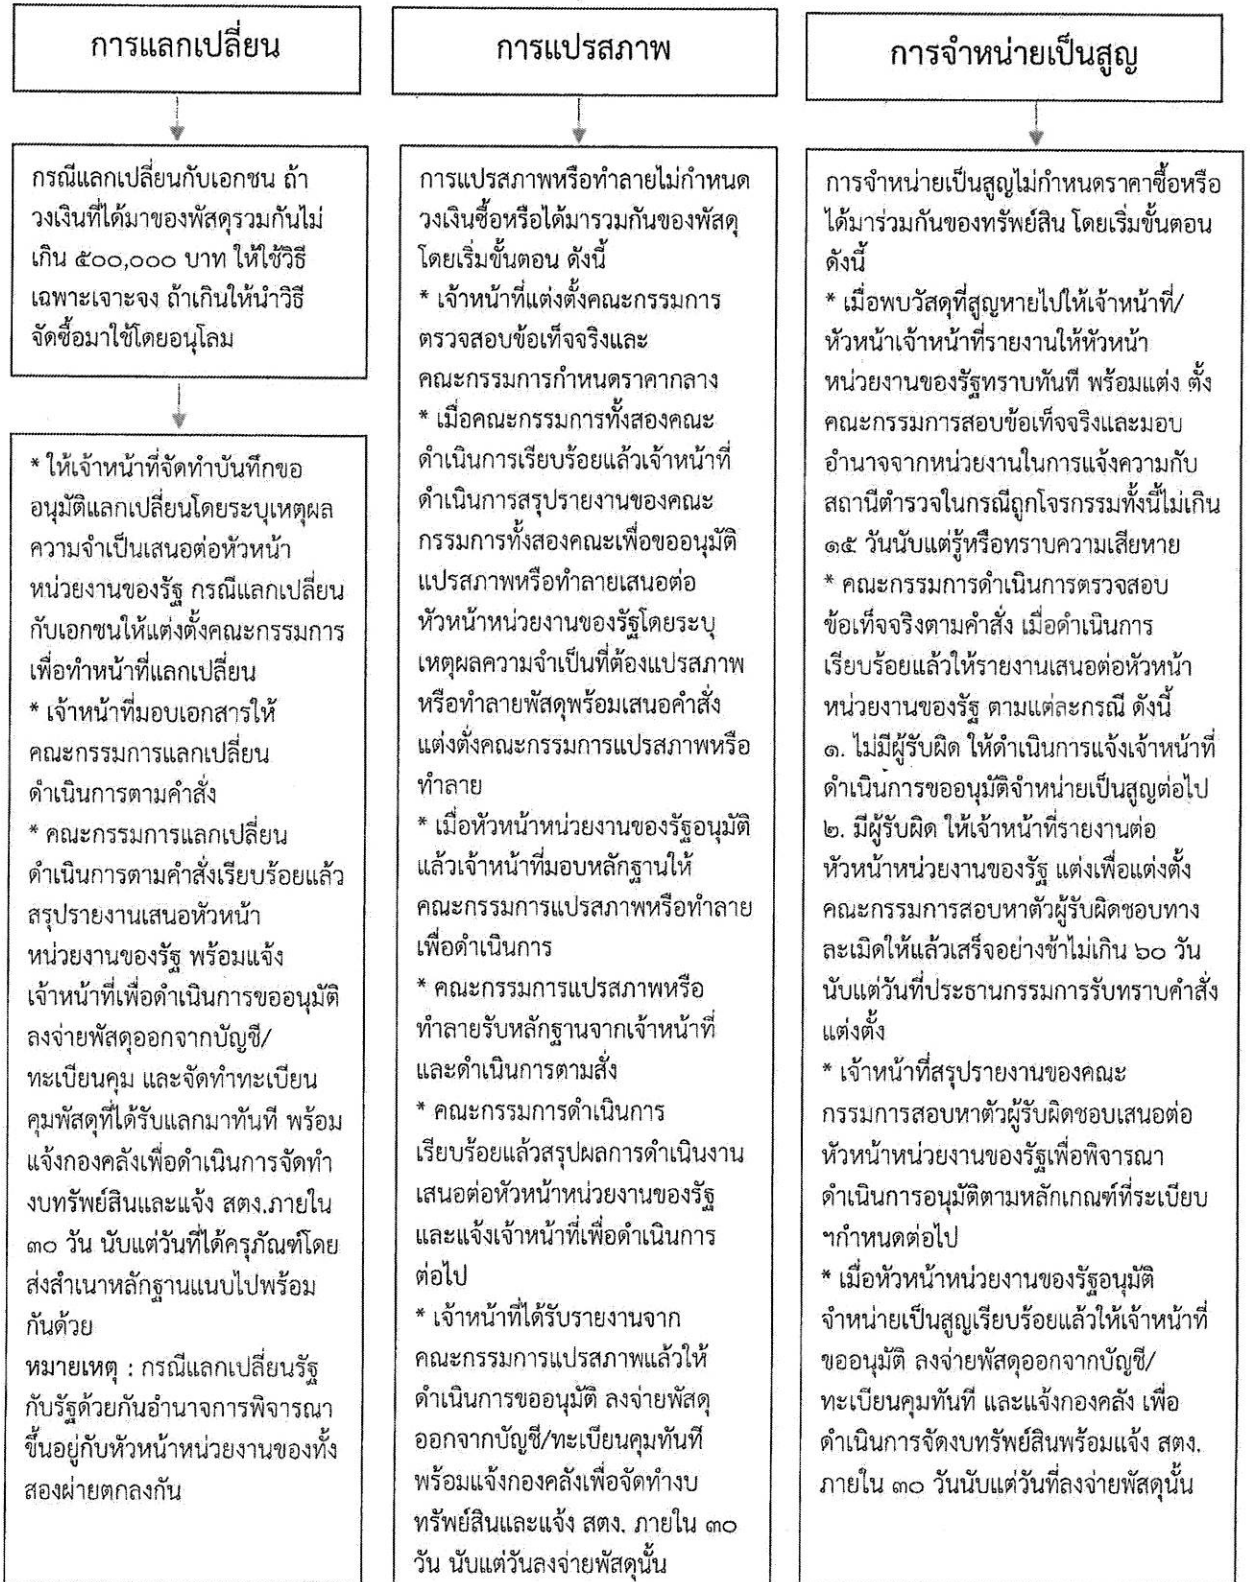 การแลกเปลี่ยน
กรณีแลกเปลี่ยนกับเอกชน ถ้า
วงเงินที่ได้มาของพัสดุรวมกันไม่
เกิน ๕๐๐,๐๐๐ บาท ให้ใช้วิธี
เฉพาะเจาะจง ถ้าเกินให้นำวิธี
จัดซื้อมาใช้โดยอนุโลม
* ให้เจ้าหน้าที่จัดทำบันทึกขอ
อนุมัติแลกเปลี่ยนโดยระบุเหตุผล
ความจำเป็นเสนอต่อหัวหน้า
หน่วยงานของรัฐ กรณีแลกเปลี่ยน
กับเอกชนให้แต่งตั้งคณะกรรมการ
เพื่อทำหน้าที่แลกเปลี่ยน
* เจ้าหน้าที่มอบเอกสารให้
คณะกรรมการแลกเปลี่ยน
ดำเนินการตามคำสั่ง
* คณะกรรมการแลกเปลี่ยน
ดำเนินการตามคำสั่งเรียบร้อยแล้ว
สรุปรายงานเสนอหัวหน้า
หน่วยงานของรัฐ พร้อมแจ้ง
เจ้าหน้าที่เพื่อดำเนินการขออนุมัติ
ลงจ่ายพัสดุออกจากบัญชี/
ทะเบียนคุม และจัดทำทะเบียน
คุมพัสดุที่ได้รับแลกมาทันที พร้อม
แจ้งกองคลังเพื่อดำเนินการจัดทำ
งบทรัพย์สินและแจ้ง สตง.ภายใน
๓๐ วัน นับแต่วันที่ได้ครุภัณฑ์โดย
ส่งสำเนาหลักฐานแนบไปพร้อม
กันด้วย
หมายเหตุ : กรณีแลกเปลี่ยนรัฐ
กับรัฐด้วยกันอำนาจการพิจารณา
ขึ้นอยู่กับหัวหน้าหน่วยงานของทั้ง
สองฝ่ายตกลงกัน
การแปรสภาพ
การแปรสภาพหรือทำลายไม่กำหนด
วงเงินซื้อหรือได้มารวมกันของพัสดุ
โดยเริ่มขั้นตอน ดังนี้
* เจ้าหน้าที่แต่งตั้งคณะกรรมการ
ตรวจสอบข้อเท็จจริงและ
คณะกรรมการกำหนดราคากลาง
* เมื่อคณะกรรมการทั้งสองคณะ
ดำเนินการเรียบร้อยแล้วเจ้าหน้าที่
ดำเนินการสรุปรายงานของคณะ
กรรมการทั้งสองคณะเพื่อขออนุมัติ
แปรสภาพหรือทำลายเสนอต่อ
หัวหน้าหน่วยงานของรัฐโดยระบุ
เหตุผลความจำเป็นที่ต้องแปรสภาพ
หรือทำลายพัสดุพร้อมเสนอคำสั่ง
แต่งตั่งคณะกรรมการแปรสภาพหรือ
ทำลาย
* เมื่อหัวหน้าหน่วยงานของรัฐอนุมัติ
แล้วเจ้าหน้าที่มอบหลักฐานให้
คณะกรรมการแปรสภาพหรือทำลาย
เพื่อดำเนินการ
* คณะกรรมการแปรสภาพหรือ
ทำลายรับหลักฐานจากเจ้าหน้าที่
และดำเนินการตามสั่ง
* คณะกรรมการดำเนินการ
เรียบร้อยแล้วสรุปผลการดำเนินงาน
เสนอต่อหัวหน้าหน่วยงานของรัฐ
และแจ้งเจ้าหน้าที่เพื่อดำเนินการ
ต่อไป
* เจ้าหน้าที่ได้รับรายงานจาก
คณะกรรมการแปรสภาพแล้วให้
ดำเนินการขออนุมัติ ลงจ่ายพัสดุ
ออกจากบัญชี/ทะเบียนคุมทันที
พร้อมแจ้งกองคลังเพื่อจัดทำงบ
ทรัพย์สินและแจ้ง สตง. ภายใน ๓๐
วัน นับแต่วันลงจ่ายพัสดุนั้น
การจำหน่ายเป็นสูญ
การจำหน่ายเป็นสูญไม่กำหนดราคาซื้อหรือ
ได้มาร่วมกันของทรัพย์สิน โดยเริ่มขั้นตอน
ดังนี้
* เมื่อพบวัสดุที่สูญหายไปให้เจ้าหน้าที่/
หัวหน้าเจ้าหน้าที่รายงานให้หัวหน้า
หน่วยงานของรัฐทราบทันที พร้อมแต่ง ตั้ง
คณะกรรมการสอบข้อเท็จจริงและมอบ
อำนาจจากหน่วยงานในการแจ้งความกับ
สถานีตำรวจในกรณีถูกโจรกรรมทั้งนี้ไม่เกิน
๑๕ วันนับแต่รู้หรือทราบความเสียหาย
* คณะกรรมการดำเนินการตรวจสอบ
ข้อเท็จจริงตามคำสั่ง เมื่อดำเนินการ
เรียบร้อยแล้วให้รายงานเสนอต่อหัวหน้า
หน่วยงานของรัฐ ตามแต่ละกรณี ดังนี้
๑. ไม่มีผู้รับผิด ให้ดำเนินการแจ้งเจ้าหน้าที่
ดำเนินการขออนุมัติจำหน่ายเป็นสูญต่อไป
๒. มีผู้รับผิด ให้เจ้าหน้าที่รายงานต่อ
หัวหน้าหน่วยงานของรัฐ แต่งเพื่อแต่งตั้ง
คณะกรรมการสอบหาตัวผู้รับผิดชอบทาง
ละเมิดให้แล้วเสร็จอย่างช้าไม่เกิน ๖๐ วัน
นับแต่วันที่ประธานกรรมการรับทราบคำสั่ง
แต่งตั้ง
* เจ้าหน้าที่สรุปรายงานของคณะ
กรรมการสอบหาตัวผู้รับผิดชอบเสนอต่อ
หัวหน้าหน่วยงานของรัฐเพื่อพิจารณา
ดำเนินการอนุมัติตามหลักเกณฑ์ที่ระเบียบ
ฯกำหนดต่อไป
* เมื่อหัวหน้าหน่วยงานของรัฐอนุมัติ
จำหน่ายเป็นสูญเรียบร้อยแล้วให้เจ้าหน้าที่
ขออนุมัติ ลงจ่ายพัสดุออกจากบัญชี/
ทะเบียนคุมทันที และแจ้งกองคลัง เพื่อ
ดำเนินการจัดงบทรัพย์สินพร้อมแจ้ง สตง.
ภายใน ๓๐ วันนับแต่วันที่ลงจ่ายพัสดุนั้น